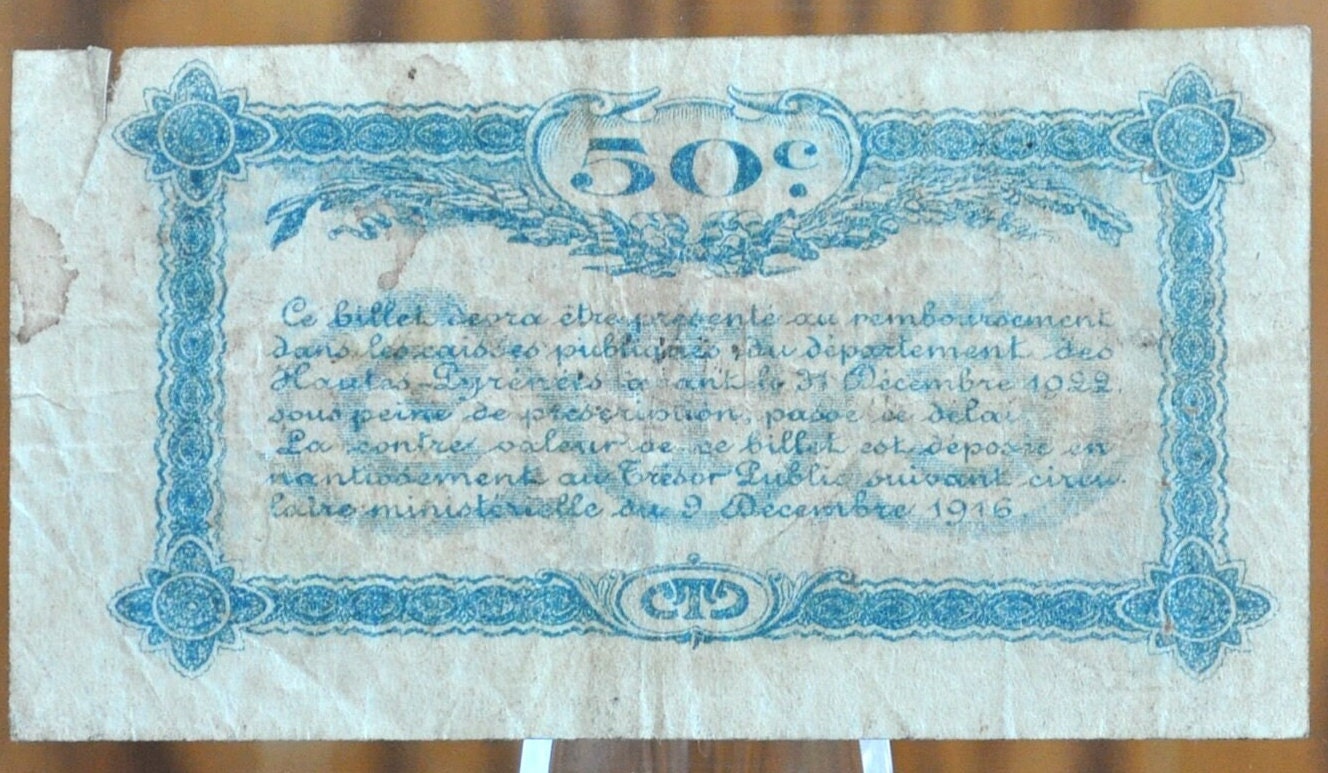 50c
Ce billet devra être présenté au remboursement
dans les caisses publiques du département des
Hautes-Pyrénées avant le 31 Décembre 1922,
sous peine de prescription, passé ce délai.
La contre valeur de ce billet est déposée en
nantissement au Trésor Public suivant circu-
laire ministérielle du 9 Décembre 1916.
CTC